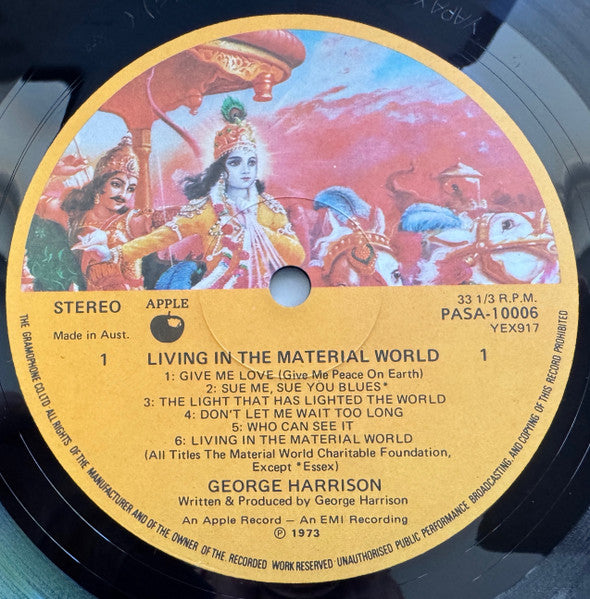 STEREO
APPLE
33 1/3 R.P.M.
PASA-10006
YEX917
Made in Aust.
1 LIVING IN THE MATERIAL WORLD 1
1: GIVE ME LOVE (Give Me Peace On Earth)
2: SUE ME, SUE YOU BLUES*
3: THE LIGHT THAT HAS LIGHTED THE WORLD
4: DON'T LET ME WAIT TOO LONG
5: WHO CAN SEE IT
6: LIVING IN THE MATERIAL WORLD
(All Titles The Material World Charitable Foundation,
Except *Essex)
GEORGE HARRISON
Written & Produced by George Harrison
An Apple Record — An EMI Recording
℗ 1973
THE GRAMOPHONE CO.LTD ALL RIGHTS OF THE MANUFACTURER AND OF THE OWNER OF THE RECORDED WORK RESERVED·UNAUTHORISED PUBLIC PERFORMANCE BROADCASTING, AND COPYING OF THIS RECORD PROHIBITED